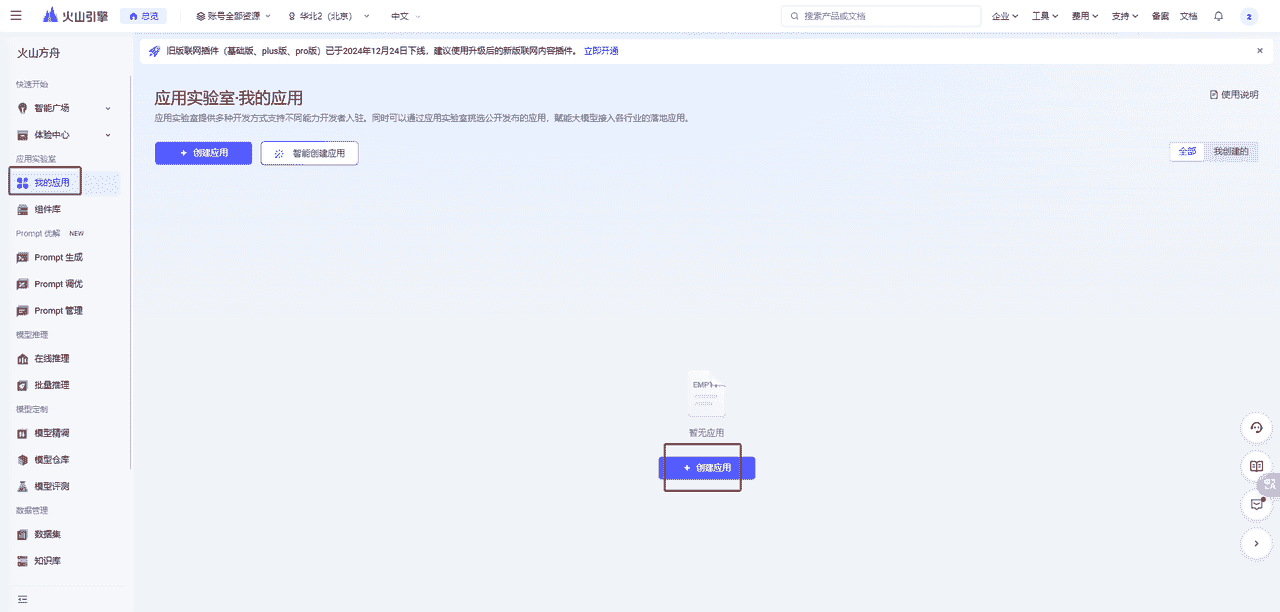 火山引擎
总览
账号全部资源
华北2（北京）
中文
搜索产品或文档
企业
工具
费用
支持
备案
文档
火山方舟
旧版联网插件（基础版、plus版、pro版）已于2024年12月24日下线，建议使用升级后的新版联网内容插件。 立即开通
快速开始
智能广场
体验中心
应用实验室
我的应用
组件库
Prompt 优解 NEW
Prompt 生成
Prompt 调优
Prompt 管理
模型推理
在线推理
批量推理
模型定制
模型精调
模型仓库
模型评测
数据管理
数据集
知识库
应用实验室·我的应用
使用说明
应用实验室提供多种开发方式支持不同能力开发者入驻。同时可以通过应用实验室挑选公开发布的应用，赋能大模型接入各行业的落地应用。
+ 创建应用
智能创建应用
全部
我创建的
EMPTY
暂无应用
+ 创建应用